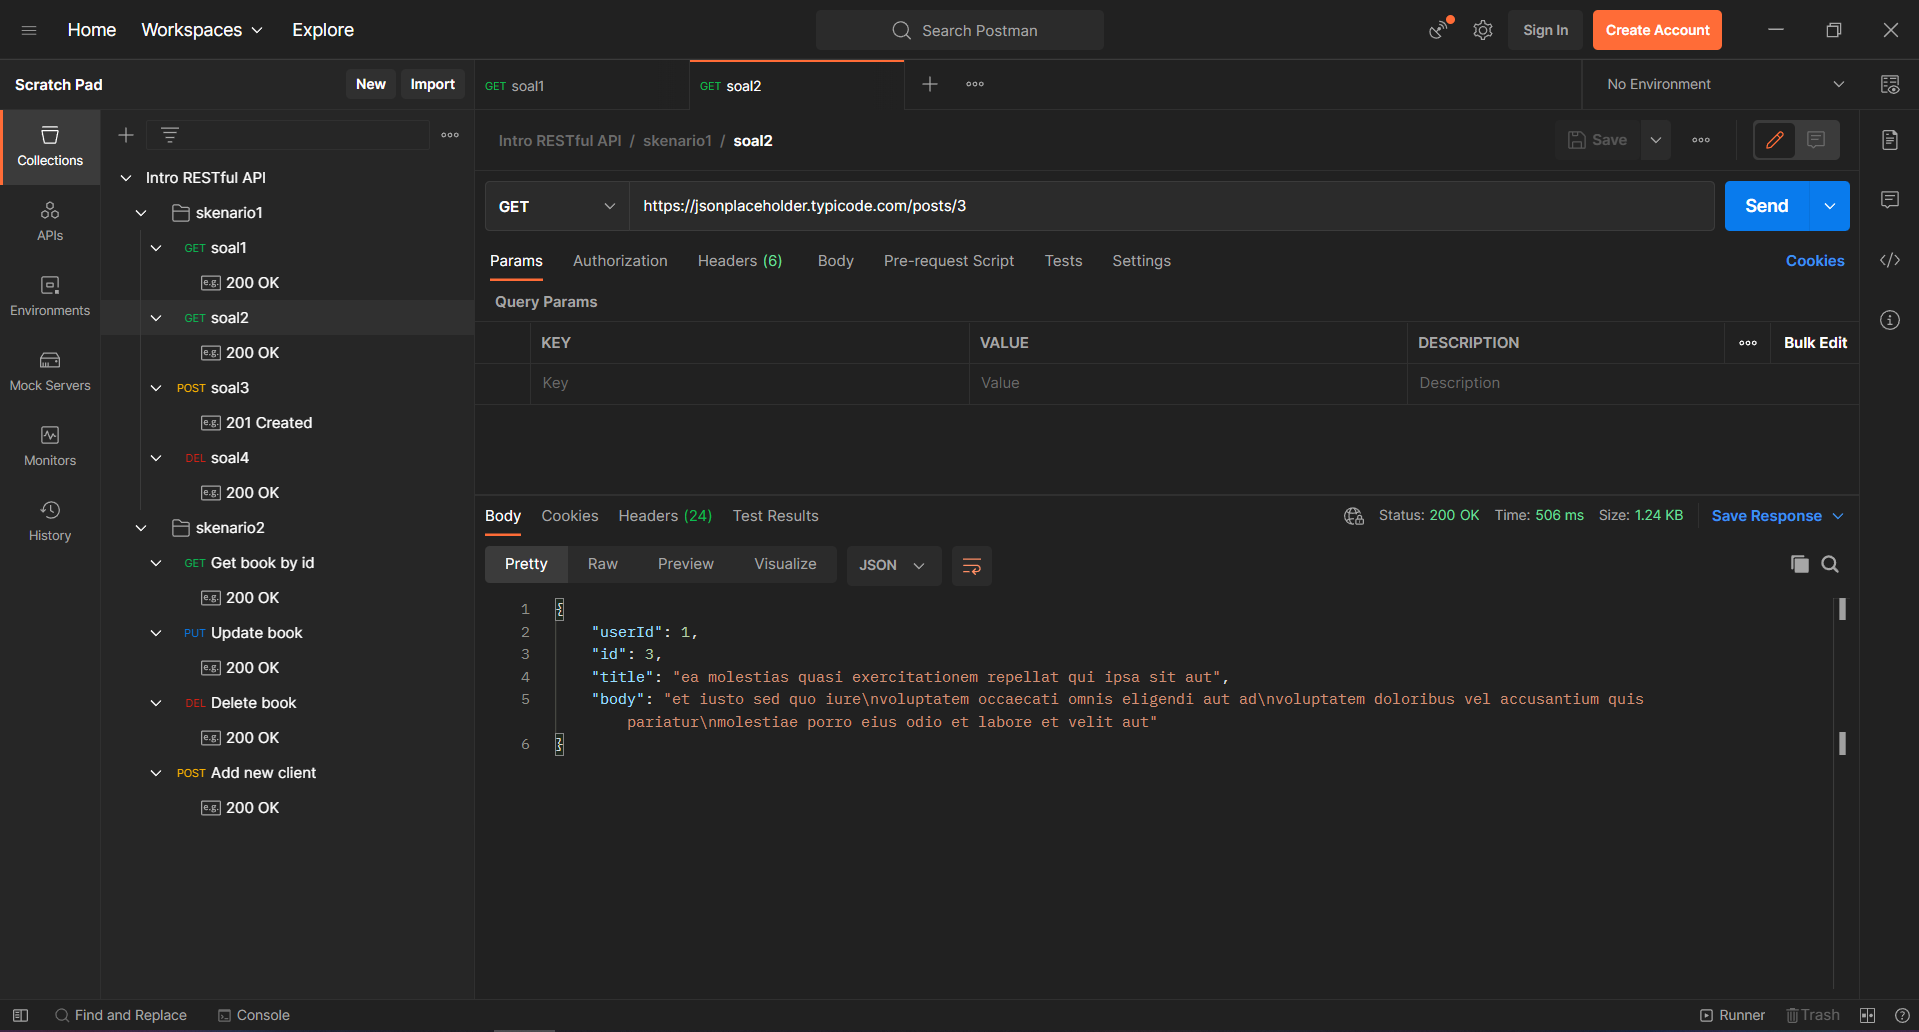 Home Workspaces Explore Search Postman Sign In Create Account
Scratch Pad New Import GET soal1 GET soal2 No Environment
Collections
APIs
Environments
Mock Servers
Monitors
History
Intro RESTful API
skenario1
GET soal1
e.g. 200 OK
GET soal2
e.g. 200 OK
POST soal3
e.g. 201 Created
DEL soal4
e.g. 200 OK
skenario2
GET Get book by id
e.g. 200 OK
PUT Update book
e.g. 200 OK
DEL Delete book
e.g. 200 OK
POST Add new client
e.g. 200 OK
Intro RESTful API / skenario1 / soal2 Save
GET https://jsonplaceholder.typicode.com/posts/3 Send
Params Authorization Headers (6) Body Pre-request Script Tests Settings Cookies
Query Params
KEY VALUE DESCRIPTION Bulk Edit
Key Value Description
Body Cookies Headers (24) Test Results Status: 200 OK Time: 506 ms Size: 1.24 KB Save Response
Pretty Raw Preview Visualize JSON
1 {
2 "userId": 1,
3 "id": 3,
4 "title": "ea molestias quasi exercitationem repellat qui ipsa sit aut",
5 "body": "et iusto sed quo iure\nvoluptatem occaecati omnis eligendi aut ad\nvoluptatem doloribus vel accusantium quis
pariatur\nmolestiae porro eius odio et labore et velit aut"
6 }
Find and Replace Console Runner Trash